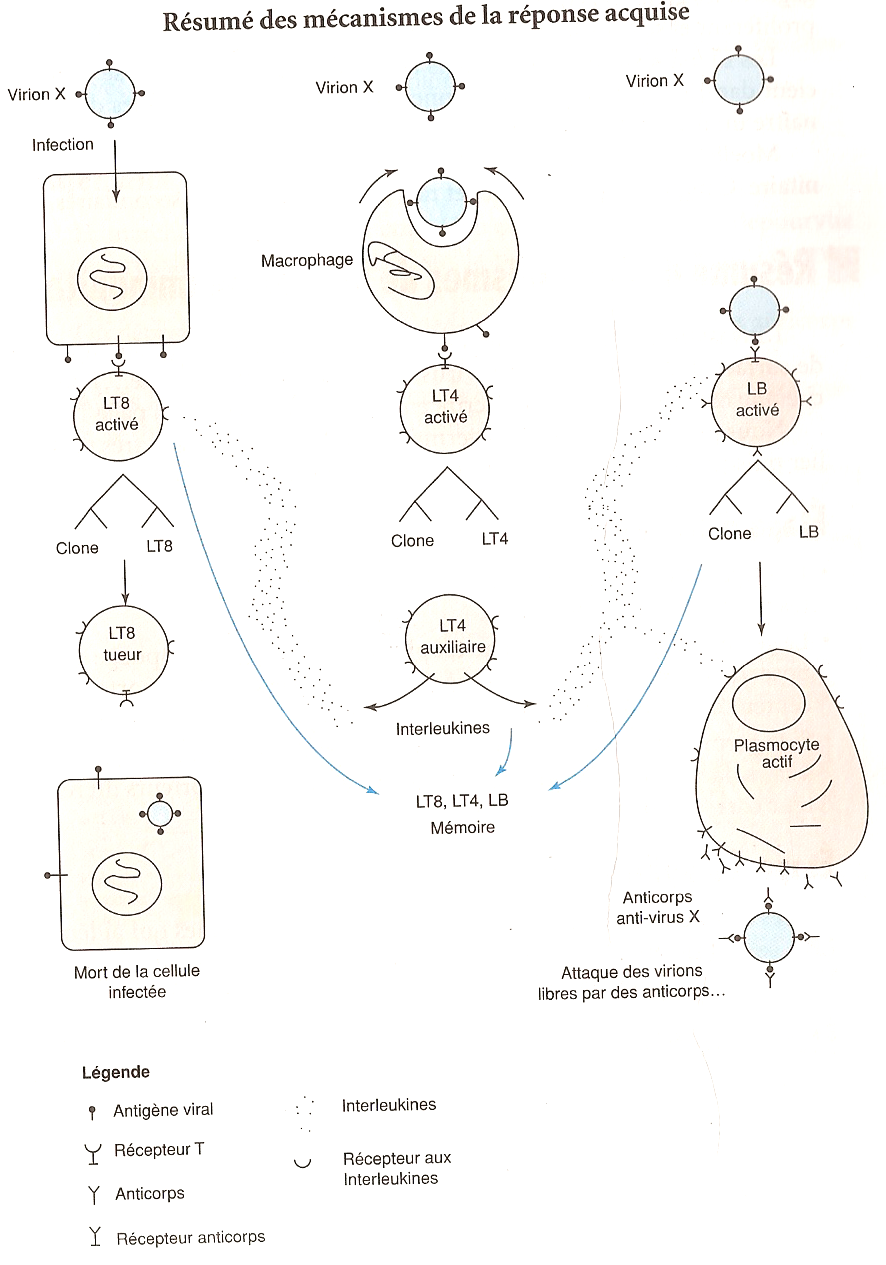 Résumé des mécanismes de la réponse acquise
Virion X
Virion X
Virion X
Infection
Macrophage
LT8
activé
LT4
activé
LB
activé
Clone
LT8
Clone
LT4
Clone
LB
LT8
tueur
LT4
auxiliaire
Interleukines
Plasmocyte
actif
LT8, LT4, LB
Mémoire
Anticorps
anti-virus X
Mort de la cellule
infectée
Attaque des virions
libres par des anticorps...
Légende
Antigène viral
Récepteur T
Anticorps
Récepteur anticorps
Interleukines
Récepteur aux
Interleukines